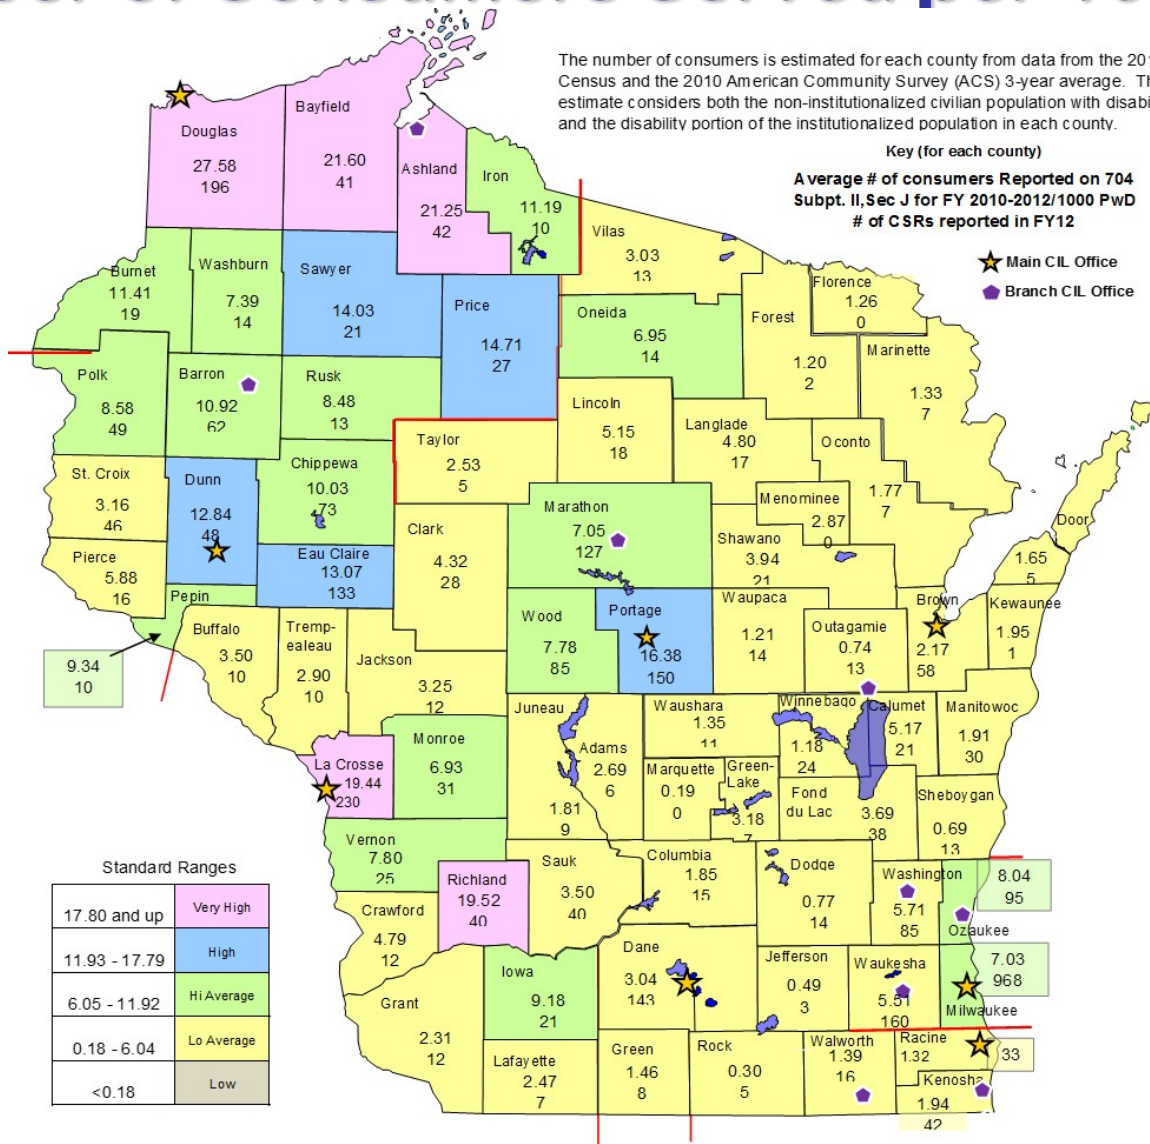 The number of consumers is estimated for each county from data from the 20
Census and the 2010 American Community Survey (ACS) 3-year average.
estimate considers both the non-institutionalized civilian population with
and the disability portion of the institutionalized population in each county.
Key (for each county)
Average # of consumers Reported on 704
Subpt. II,Sec J for FY 2010-2012/1000 PwD
# of CSRs reported in FY12
Main CIL Office
Branch CIL Office
Douglas
27.58
196
Bayfield
21.60
41
Ashland
21.25
42
Iron
11.19
10
Vilas
3.03
13
Florence
1.26
0
Burnet
11.41
19
Washburn
7.39
14
Sawyer
14.03
21
Price
14.71
27
Oneida
6.95
14
Forest
1.20
2
Marinette
1.33
7
Polk
8.58
49
Barron
10.92
62
Rusk
8.48
13
Lincoln
5.15
18
Langlade
4.80
17
Oconto
1.77
7
Taylor
2.53
5
St. Croix
3.16
46
Dunn
12.84
48
Chippewa
10.03
73
Marathon
7.05
127
Menominee
2.87
0
Door
1.65
5
Clark
4.32
28
Shawano
3.94
21
Pierce
5.88
16
Eau Claire
13.07
133
Pepin
9.34
10
Buffalo
3.50
10
Tremp-
ealeau
2.90
10
Jackson
3.25
12
Wood
7.78
85
Portage
16.38
150
Waupaca
1.21
14
Outagamie
0.74
13
Brown
2.17
58
Kewaunee
1.95
1
Juneau
1.81
9
Adams
2.69
6
Waushara
1.35
11
Winnebago
1.18
24
Calumet
5.17
21
Manitowoc
1.91
30
La Crosse
19.44
230
Monroe
6.93
31
Marquette
0.19
0
Green-
Lake
3.18
7
Fond
du Lac
3.69
38
Sheboygan
0.69
13
Vernon
7.80
25
Richland
19.52
40
Sauk
3.50
40
Columbia
1.85
15
Dodge
0.77
14
Washington
5.71
85
8.04
95
Ozaukee
Crawford
4.79
12
Iowa
9.18
21
Dane
3.04
143
Jefferson
0.49
3
Waukesha
5.51
160
7.03
968
Milwaukee
Grant
2.31
12
Lafayette
2.47
7
Green
1.46
8
Rock
0.30
5
Walworth
1.39
16
Racine
1.32
33
Kenosha
1.94
42
Standard Ranges
17.80 and up Very High
11.93 - 17.79 High
6.05 - 11.92 Hi Average
0.18 - 6.04 Lo Average
<0.18 Low